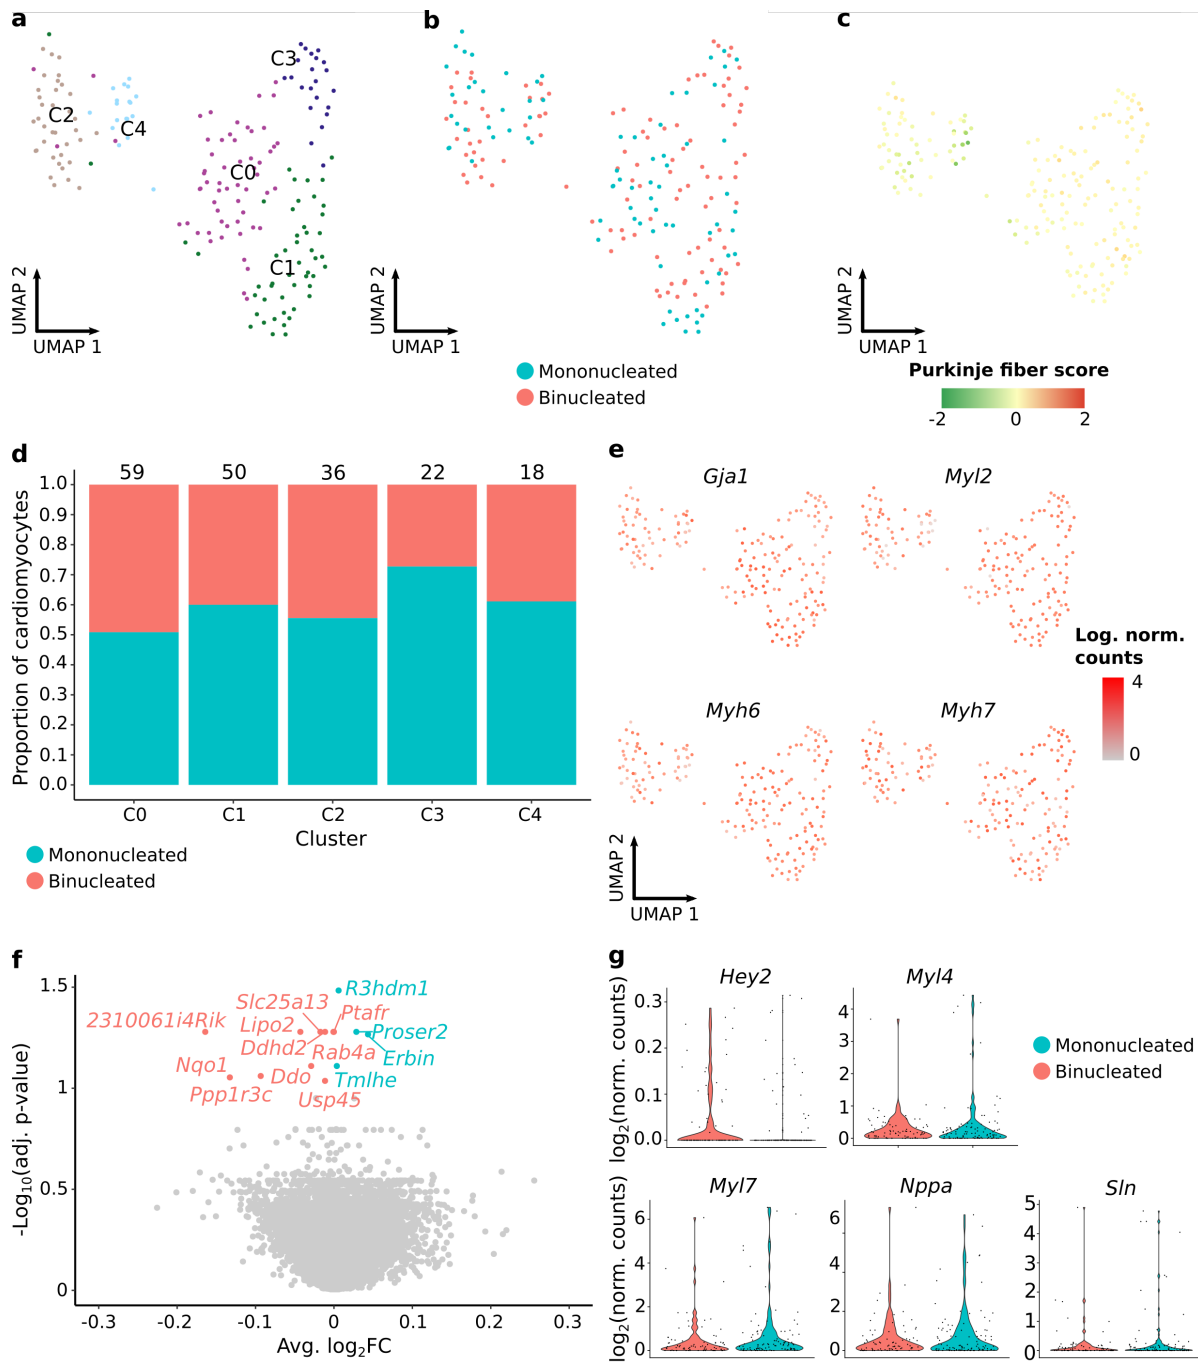 a
C3
C2
C4
C0
C1
UMAP 2
UMAP 1
b
UMAP 2
UMAP 1
Mononucleated
Binucleated
c
UMAP 2
UMAP 1
Purkinje fiber score
-2 0 2
d
59 50 36 22 18
Proportion of cardiomyocytes
1.0
0.9
0.8
0.7
0.6
0.5
0.4
0.3
0.2
0.1
0.0
C0 C1 C2 C3 C4
Cluster
Mononucleated
Binucleated
e
Gja1 Myl2
Myh6 Myh7
Log. norm.
counts
4
0
UMAP 2
UMAP 1
f
-Log10(adj. p-value)
1.5
1
0.5
0
R3hdm1
Slc25a13
Ptafr
2310061i4Rik
Lipo2
Proser2
Ddhd2
Rab4a
Erbin
Nqo1
Ddo
Tmlhe
Ppp1r3c
Usp45
-0.3 -0.2 -0.1 0 0.1 0.2 0.3
Avg. log2FC
g
Hey2 Myl4
log2(norm. counts)
0.3
0.2
0.1
0.0
4
3
2
1
0
Mononucleated
Binucleated
Myl7 Nppa Sln
log2(norm. counts)
6
4
2
0
6
4
2
0
5
4
3
2
1
0